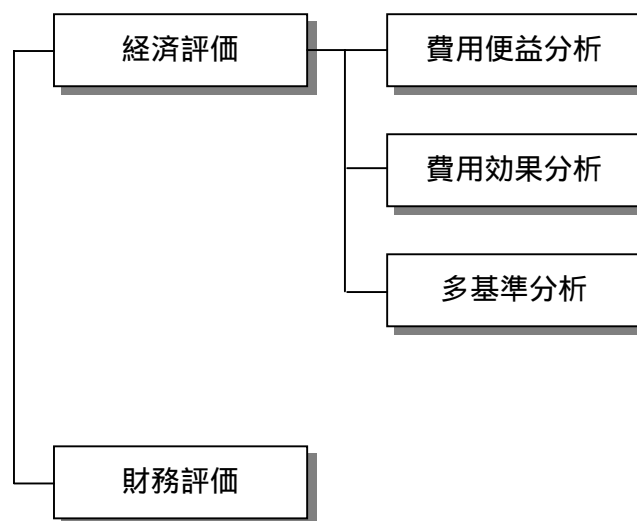 経済評価
費用便益分析
費用効果分析
多基準分析
財務評価